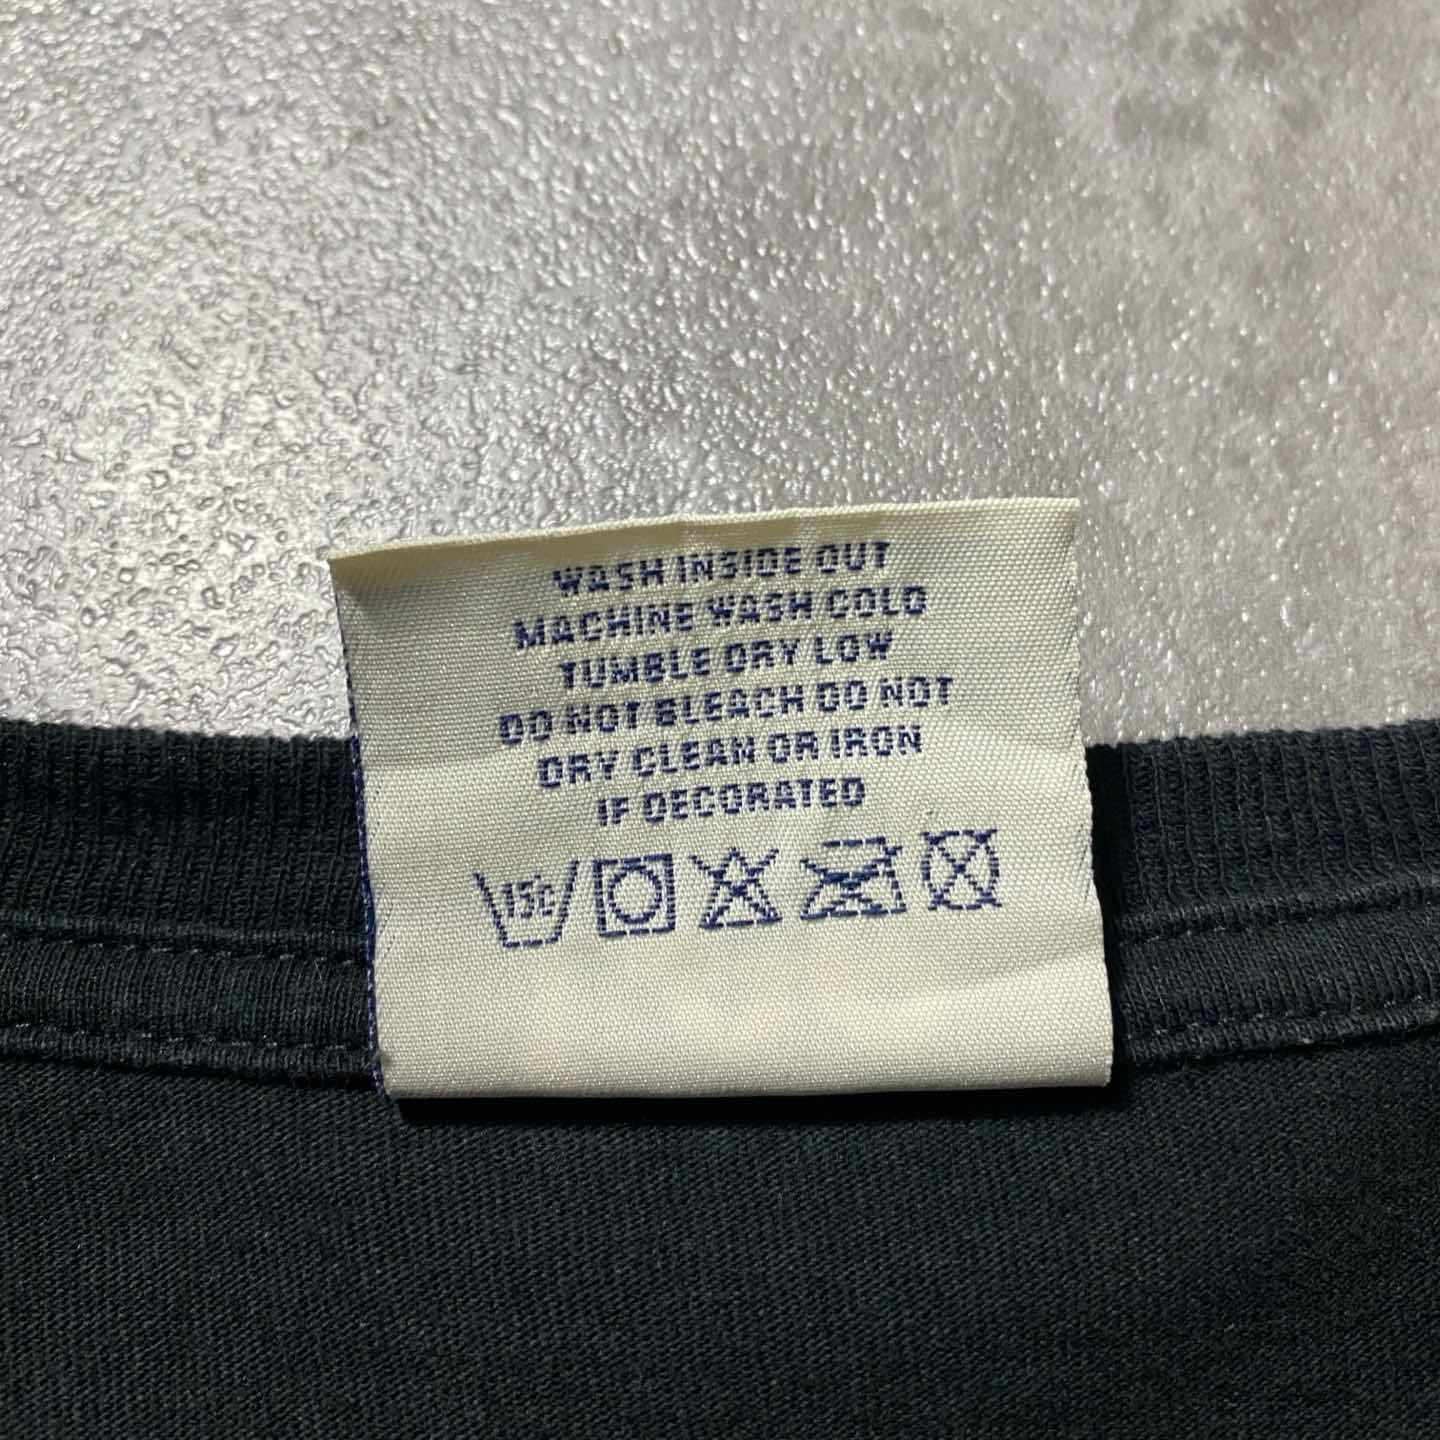 WASH INSIDE OUT
MACHINE WASH COLD
TUMBLE DRY LOW
DO NOT BLEACH DO NOT
DRY CLEAN OR IRON
IF DECORATED
15°C